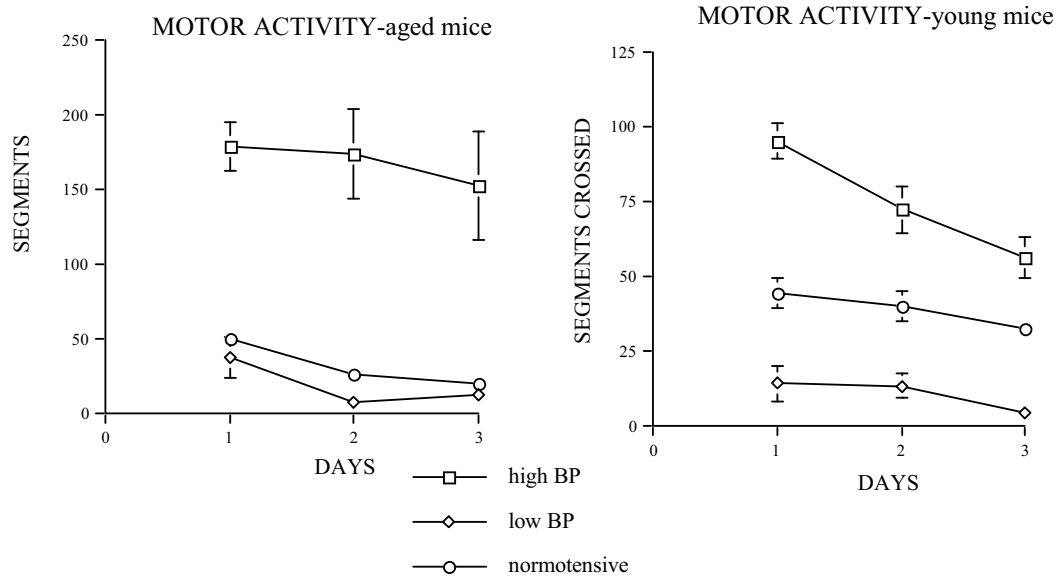 MOTOR ACTIVITY-aged mice
250
200
150
100
50
0
SEGMENTS
0
1
2
3
DAYS
MOTOR ACTIVITY-young mice
125
100
75
50
25
0
SEGMENTS CROSSED
0
1
2
3
DAYS
high BP
low BP
normotensive